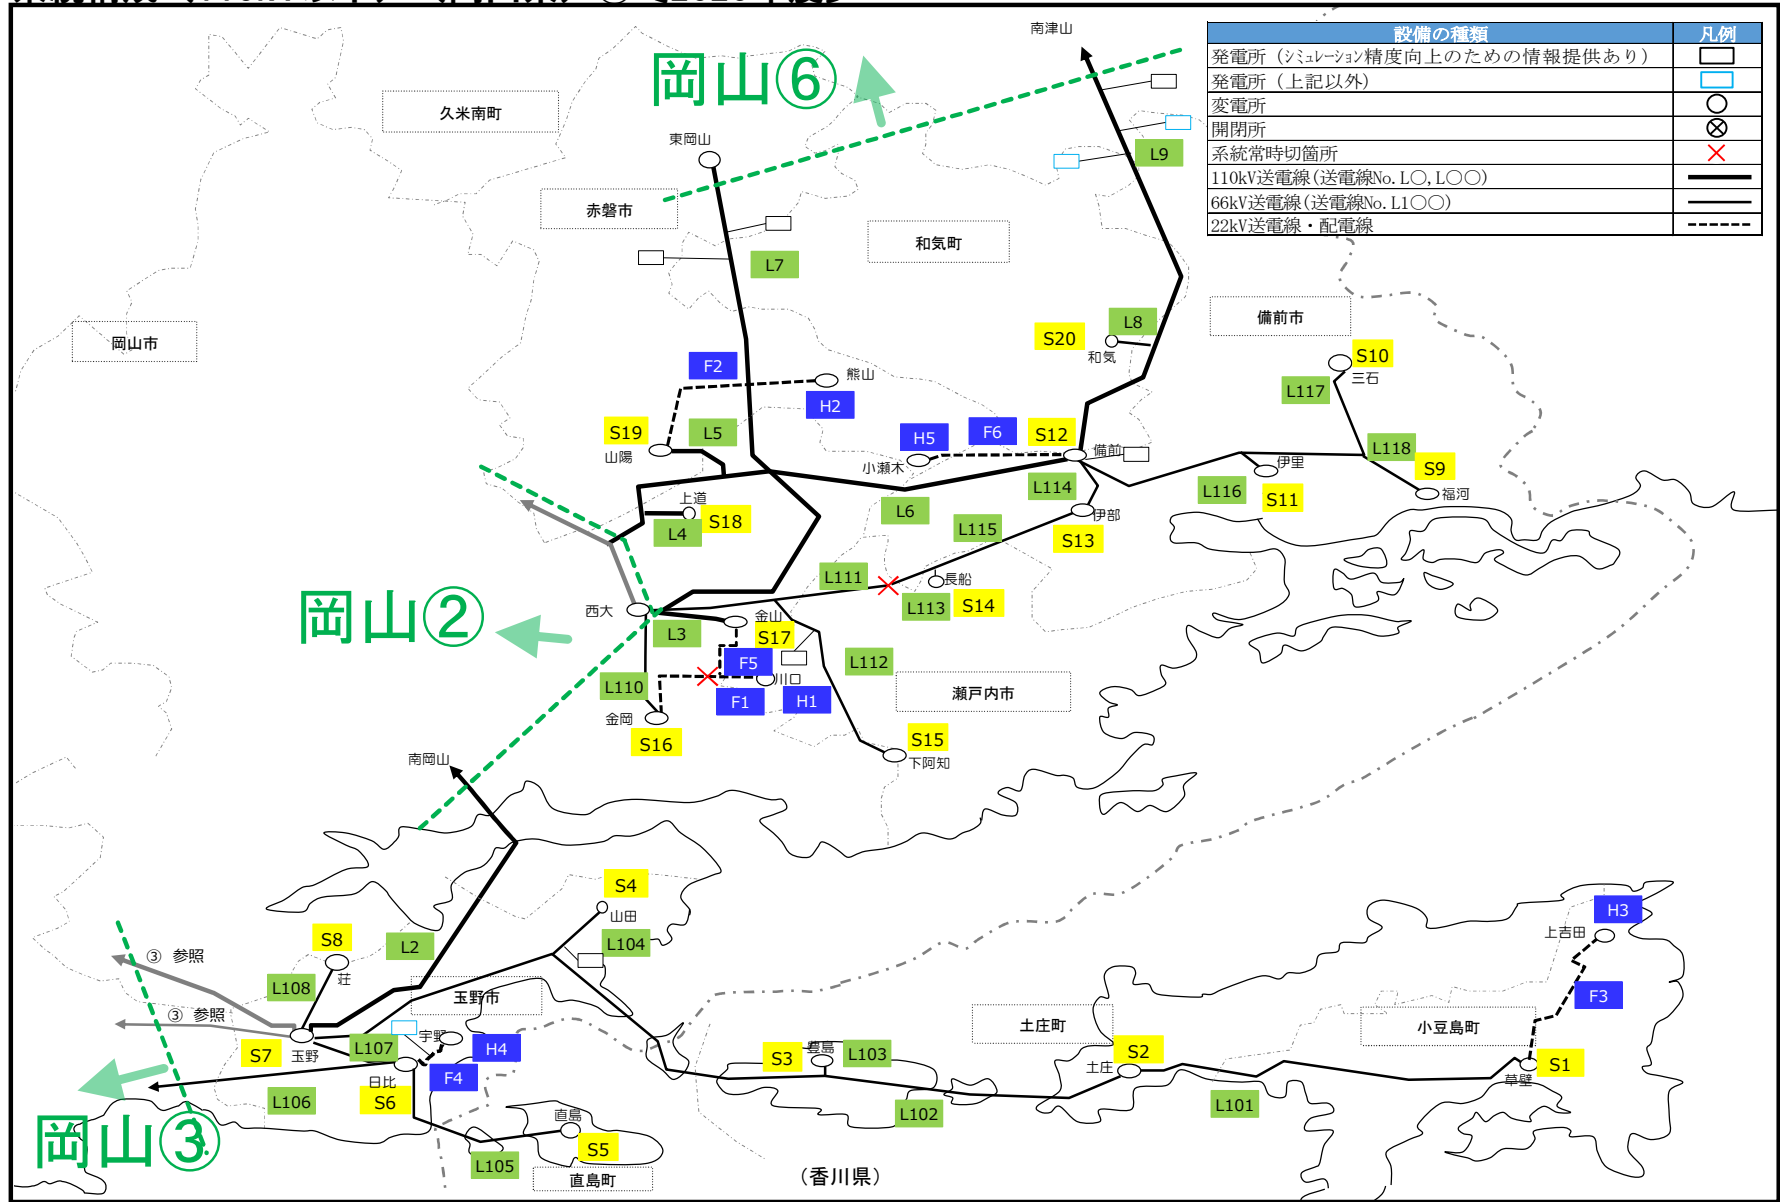 設備の種類 凡例
発電所（シミュレーション精度向上のための情報提供あり）
発電所（上記以外）
変電所
開閉所
系統常時切箇所
110kV送電線(送電線No.L○,L○○)
66kV送電線(送電線No.L1○○)
22kV送電線・配電線
南津山
岡山⑥
久米南町
東岡山
L9
赤磐市
和気町
L7
備前市
岡山市
L8
S20
和気
S10
三石
F2
熊山
H2
L117
S19
山陽
L5
H5
F6
S12
備前
小瀬木
L118
S9
福河
伊里
L116
S11
L114
上道
S18
L4
L6
L115
伊部
S13
岡山②
西大
L111
長船
L113
S14
L3
金山
S17
F5
L112
L110
川口
F1
H1
瀬戸内市
金岡
S16
S15
下阿知
南岡山
S4
山田
H3
上吉田
S8
荘
L2
L104
③ 参照
L108
玉野市
③ 参照
F3
土庄町
小豆島町
宇野
H4
L107
S7
玉野
F4
S3
豊島
L103
S2
土庄
S1
草壁
日比
S6
L106
L102
L101
岡山③
直島
S5
L105
直島町
（香川県）